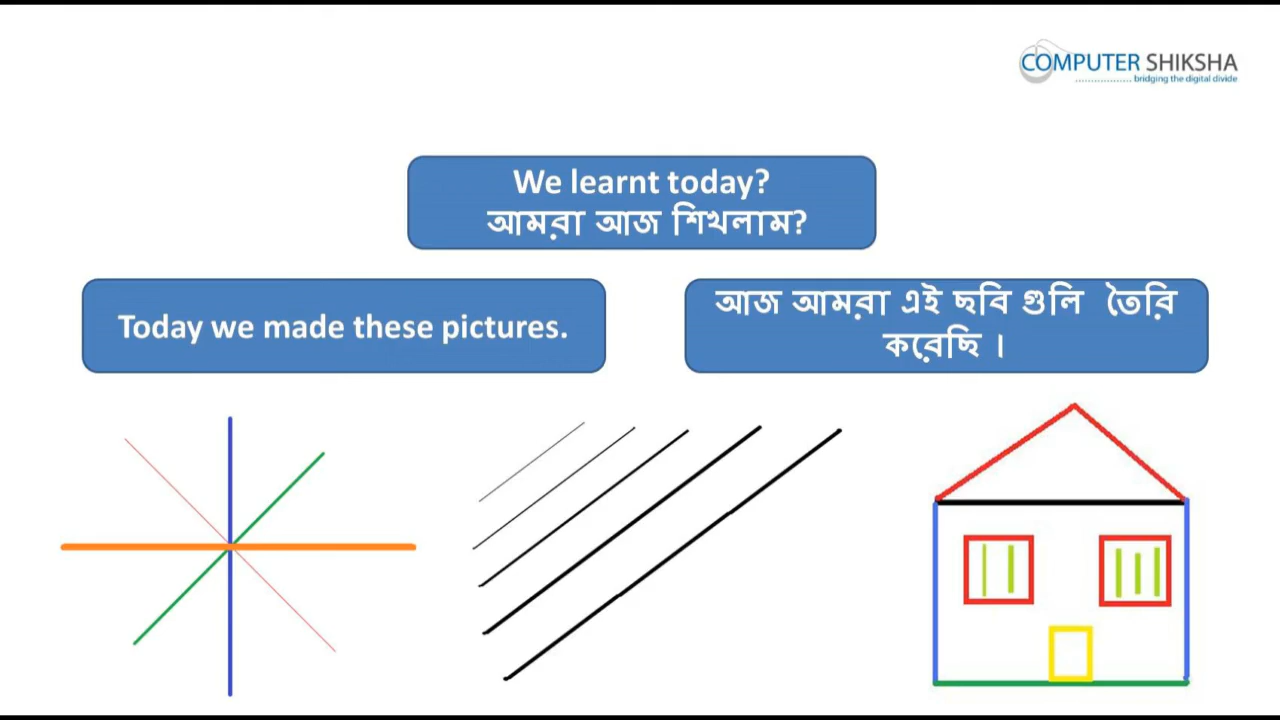 COMPUTER SHIKSHA
bridging the digital divide
We learnt today?
আমরা আজ শিখলাম?
Today we made these pictures.
আজ আমরা এই ছবি গুলি তৈরি
করেছি ।